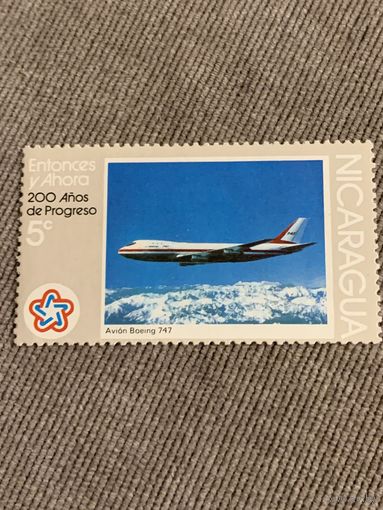 Entonces
y Ahora
200 Años
de Progreso
5c
NICARAGUA
Avión Boeing 747